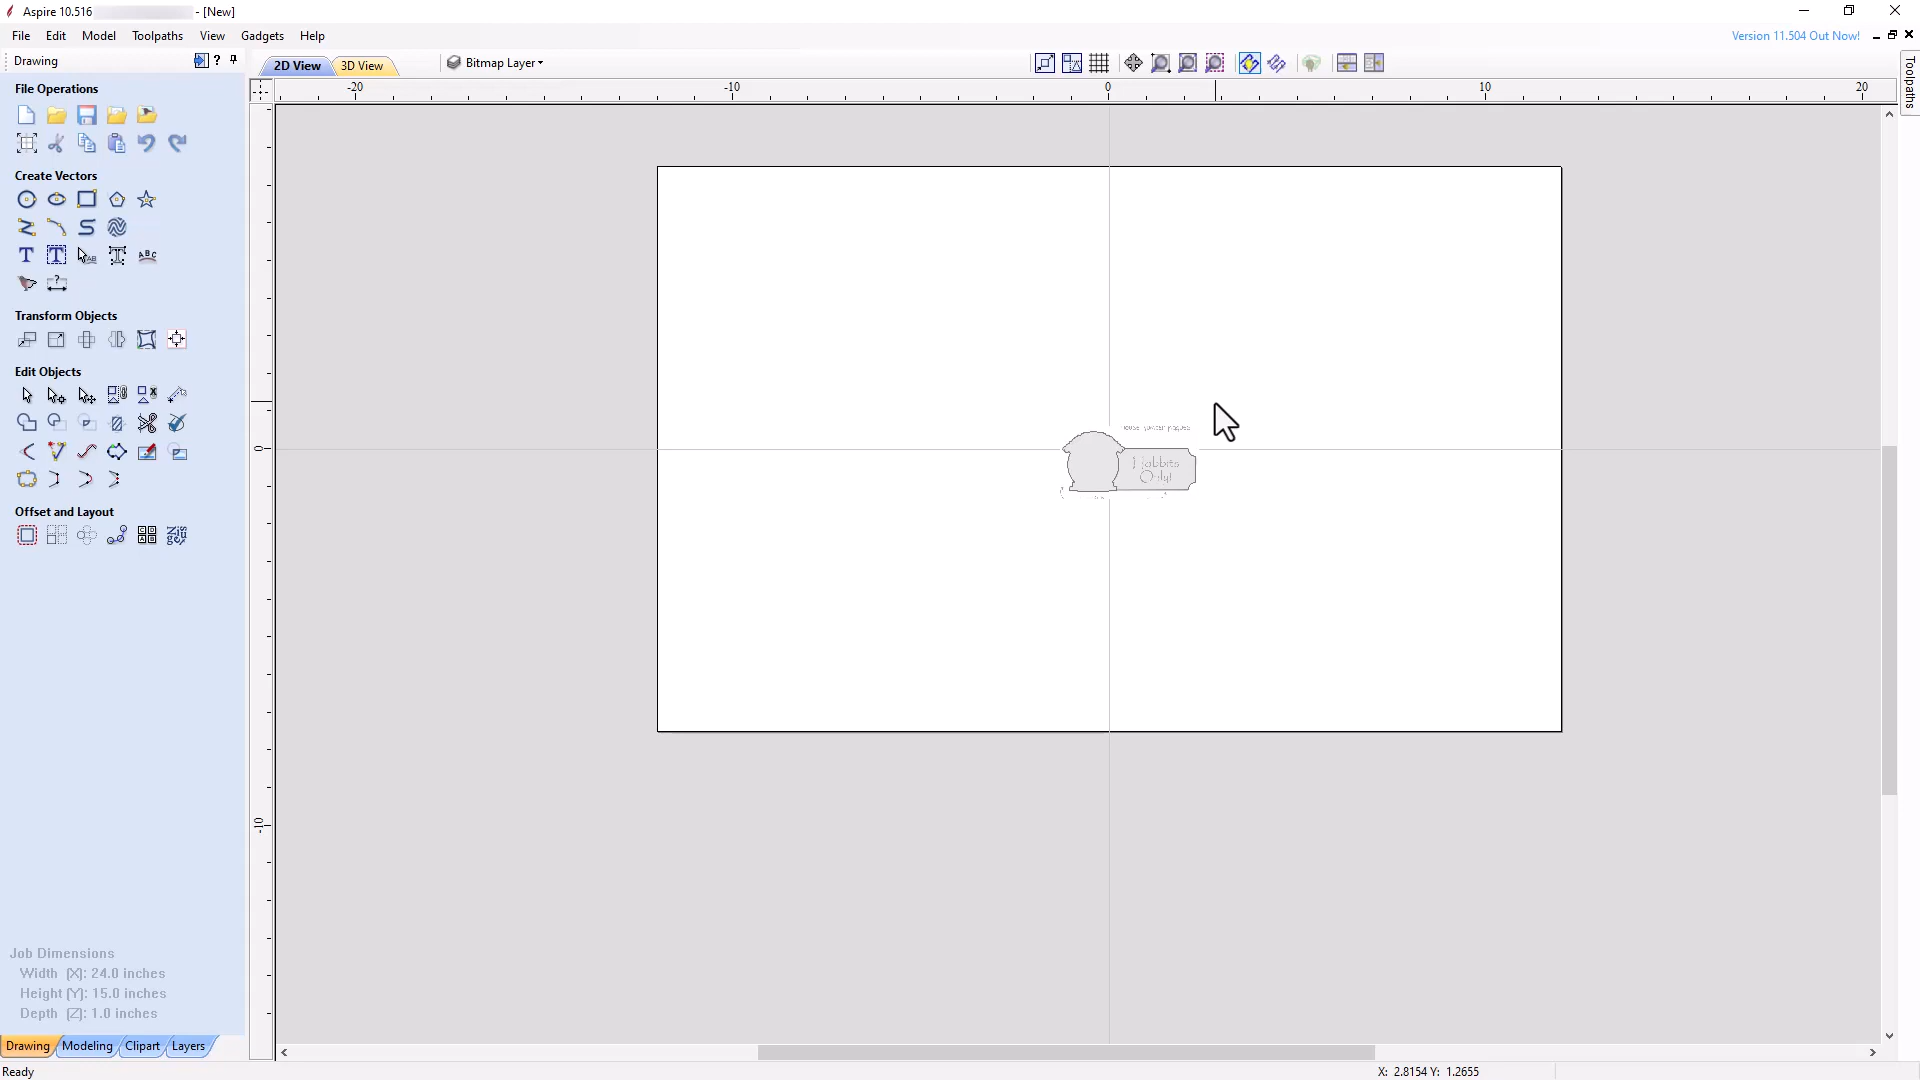 Aspire 10.516 - [New]
File Edit Model Toolpaths View Gadgets Help
Version 11.504 Out Now!
Drawing
2D View 3D View Bitmap Layer
File Operations
-20 -10 0 10 20
Toolpaths
Create Vectors
ABC
Transform Objects
Edit Objects
Offset and Layout
0
-10
Only!
Job Dimensions
Width (X): 24.0 inches
Height (Y): 15.0 inches
Depth (Z): 1.0 inches
Drawing Modeling Clipart Layers
Ready
X: 2.8154 Y: 1.2655